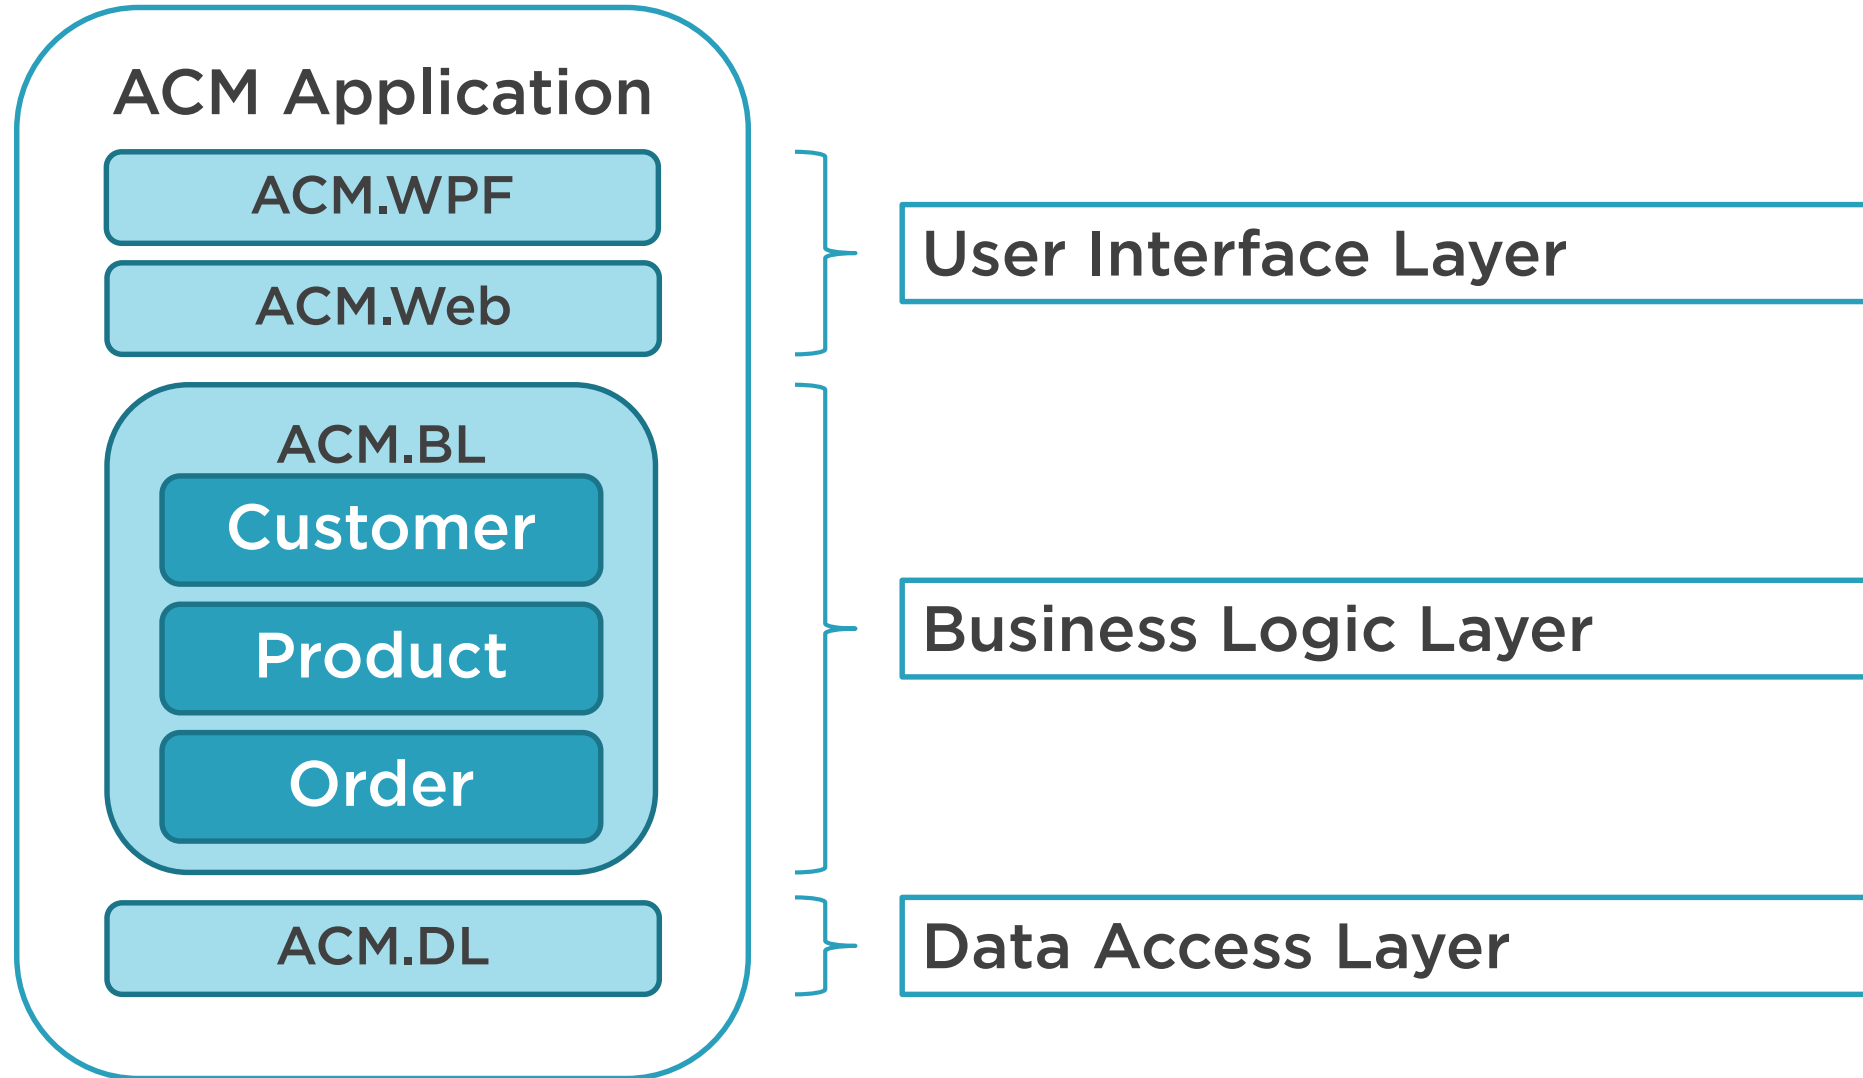 ACM Application
ACM.WPF
ACM.Web
User Interface Layer
ACM.BL
Customer
Product
Order
Business Logic Layer
ACM.DL
Data Access Layer